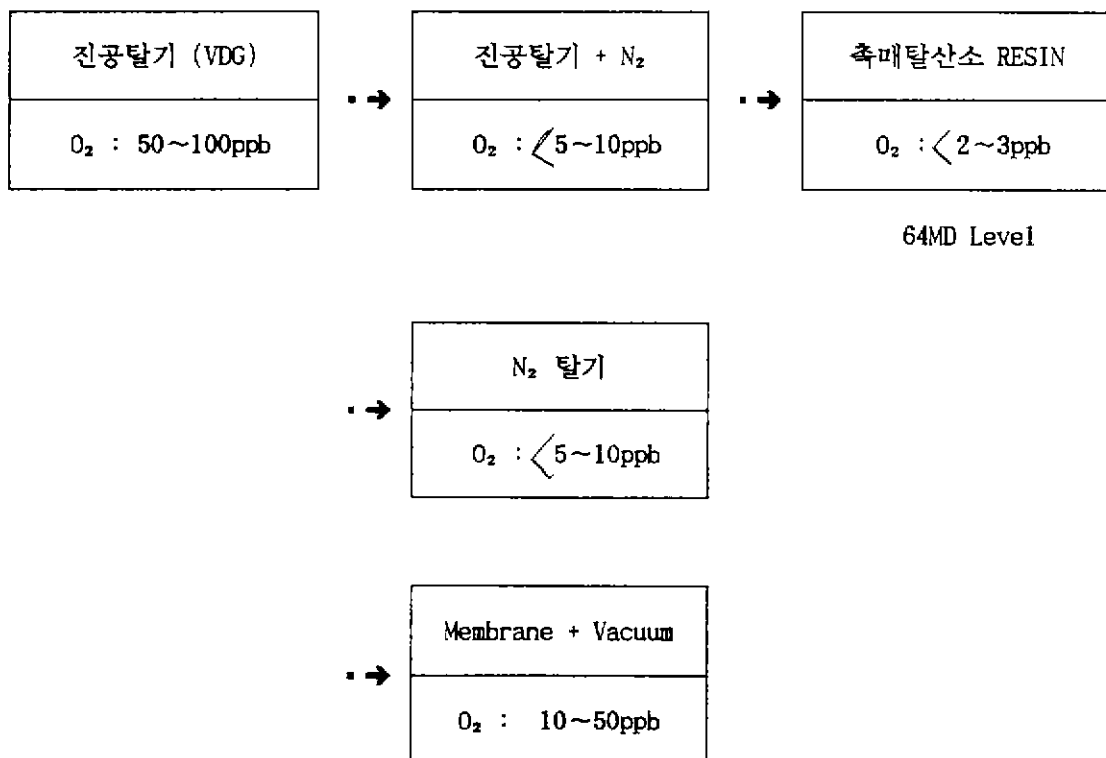 진공탈기 (VDG)
O₂ : 50~100ppb
진공탈기 + N₂
O₂ : <5~10ppb
촉매탈산소 RESIN
O₂ : <2~3ppb
64MD Level
N₂ 탈기
O₂ : <5~10ppb
Membrane + Vacuum
O₂ : 10~50ppb